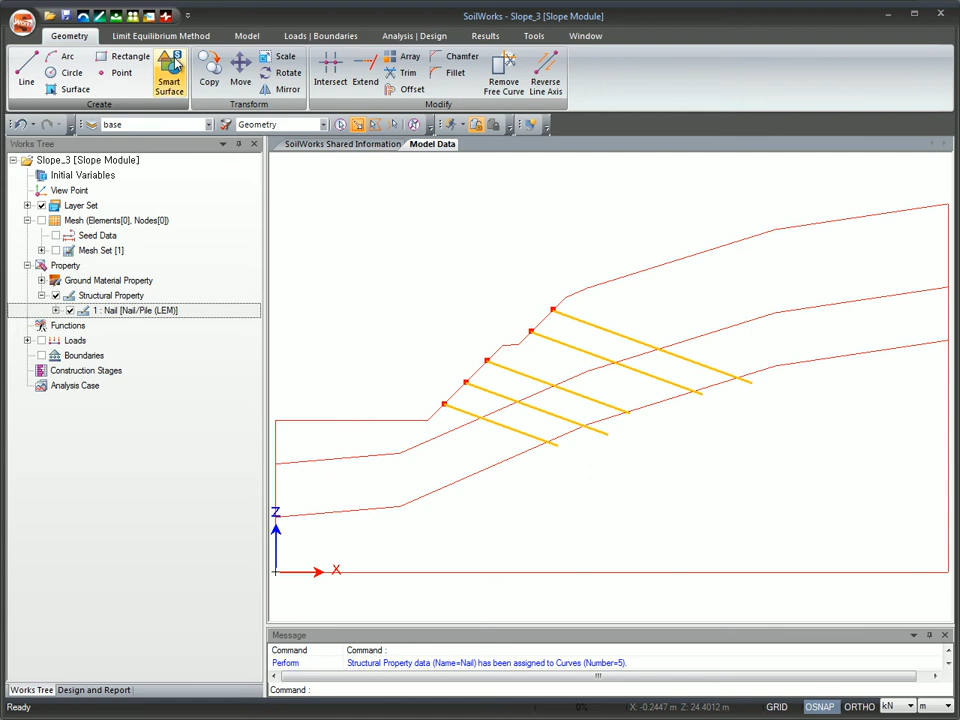 SoilWorks - Slope_3 [Slope Module]
Geometry Limit Equilibrium Method Model Loads | Boundaries Analysis | Design Results Tools Window
Line Arc Circle Surface Rectangle Point Smart Surface Copy Move Scale Rotate Mirror Intersect Extend Array Trim Offset Chamfer Fillet Remove Free Curve Reverse Line Axis
Create Transform Modify
base Geometry
Works Tree
SoilWorks Shared Information Model Data
Slope_3 [Slope Module]
Initial Variables
View Point
Layer Set
Mesh (Elements[0], Nodes[0])
Seed Data
Mesh Set [1]
Property
Ground Material Property
Structural Property
1 : Nail [Nail/Pile (LEM)]
Functions
Loads
Boundaries
Construction Stages
Analysis Case
Z
X
Message
Command Command :
Perform Structural Property data (Name=Nail) has been assigned to Curves (Number=5).
Command :
Works Tree Design and Report
Ready 0% X: -0.2447 m Z: 24.4012 m GRID OSNAP ORTHO kN m